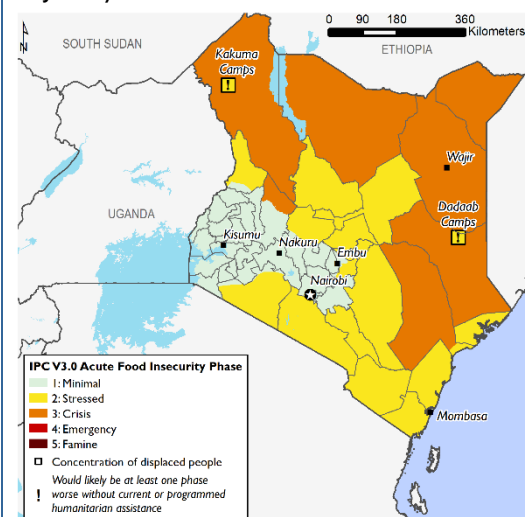 0 90 180 360
Kilometers
N
SOUTH SUDAN
ETHIOPIA
Kakuma
Camps
!
Wajir
Dadaab
Camps
!
UGANDA
Kisumu
Nakuru
Embu
Nairobi
Mombasa
IPC V3.0 Acute Food Insecurity Phase
1: Minimal
2: Stressed
3: Crisis
4: Emergency
5: Famine
Concentration of displaced people
Would likely be at least one phase
! worse without current or programmed
humanitarian assistance